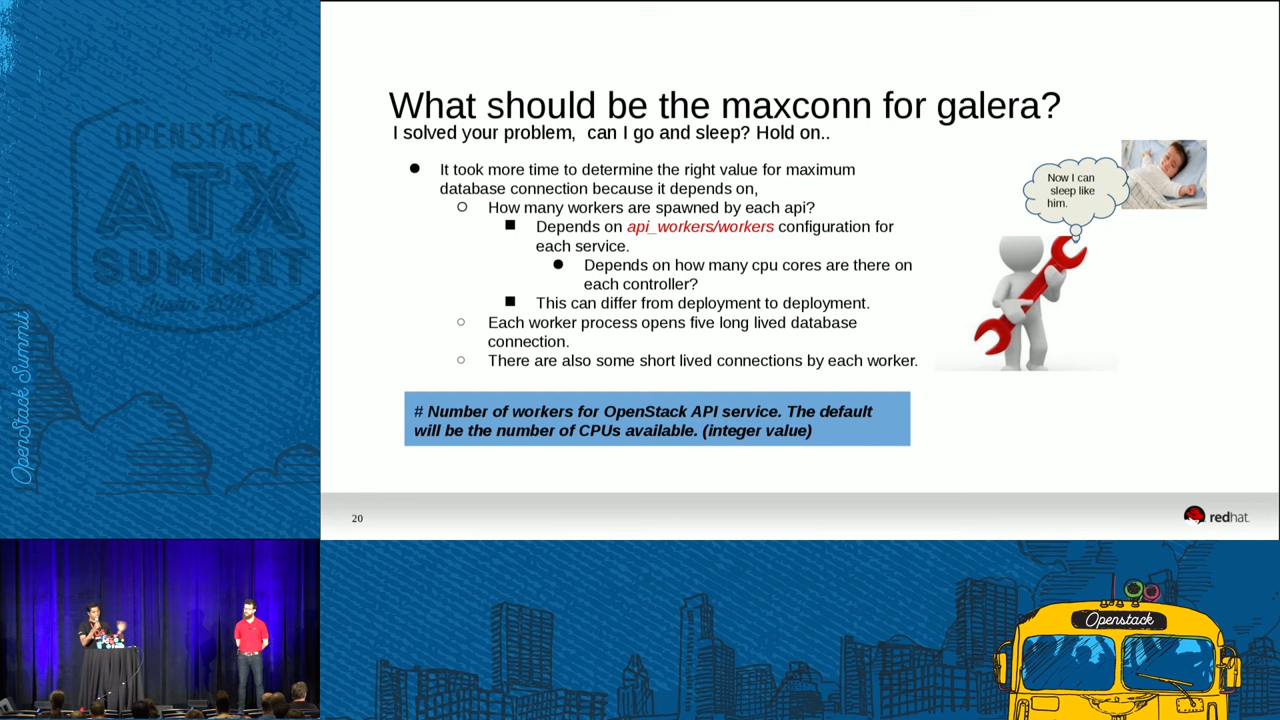 OPENSTACK
ATX
SUMMIT
OpenStack Summit
What should be the maxconn for galera?
I solved your problem, can I go and sleep? Hold on..
It took more time to determine the right value for maximum
database connection because it depends on,
How many workers are spawned by each api?
Depends on api_workers/workers configuration for
each service.
Depends on how many cpu cores are there on
each controller?
This can differ from deployment to deployment.
Each worker process opens five long lived database
connection.
There are also some short lived connections by each worker.
Now I can
sleep like
him.
# Number of workers for OpenStack API service. The default
will be the number of CPUs available. (integer value)
20
redhat.
Openstack